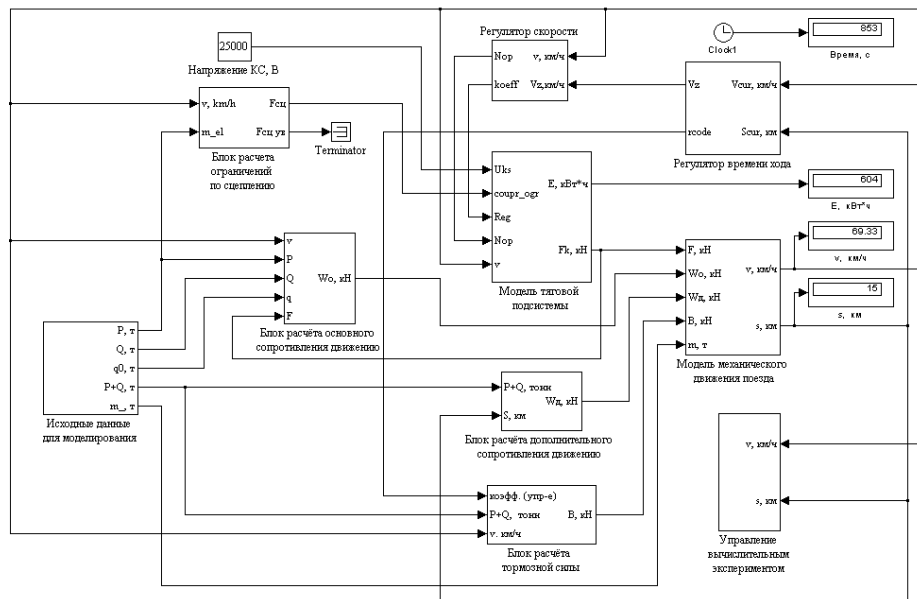 Регулятор скорости
Nop
v, км/ч
koeff
Vz,км/ч
25000
Напряжение КС, В
Clock1
853
Время, с
v, km/h
Fсц
m_el
Fсц ув
Блок расчета
ограничений
по сцеплению
Terminator
Vz
Vcur, км/ч
rcode
Scur, км
Регулятор времени хода
Uks
E, кВт*ч
coupr_ogr
Reg
Nop
Fk, кН
v
Модель тяговой
подсистемы
604
E, кВт*ч
69.33
v, км/ч
15
s, км
v
P
Q
q
F
Wo, кН
Блок расчёта основного
сопротивления движению
F, кН
Wo, кН
Wд, кН
B, кН
m, т
v, км/ч
s, км
Модель механического
движения поезда
P, т
Q, т
q0, т
P+Q, т
m_, т
Исходные данные
для моделирования
P+Q, тонн
Wд, кН
S, км
Блок расчёта дополнительного
сопротивления движению
коэфф. (упр-е)
P+Q, тонн
B, кН
v. км/ч
Блок расчёта
тормозной силы
v, км/ч
s, км
Управление
вычислительным
экспериментом